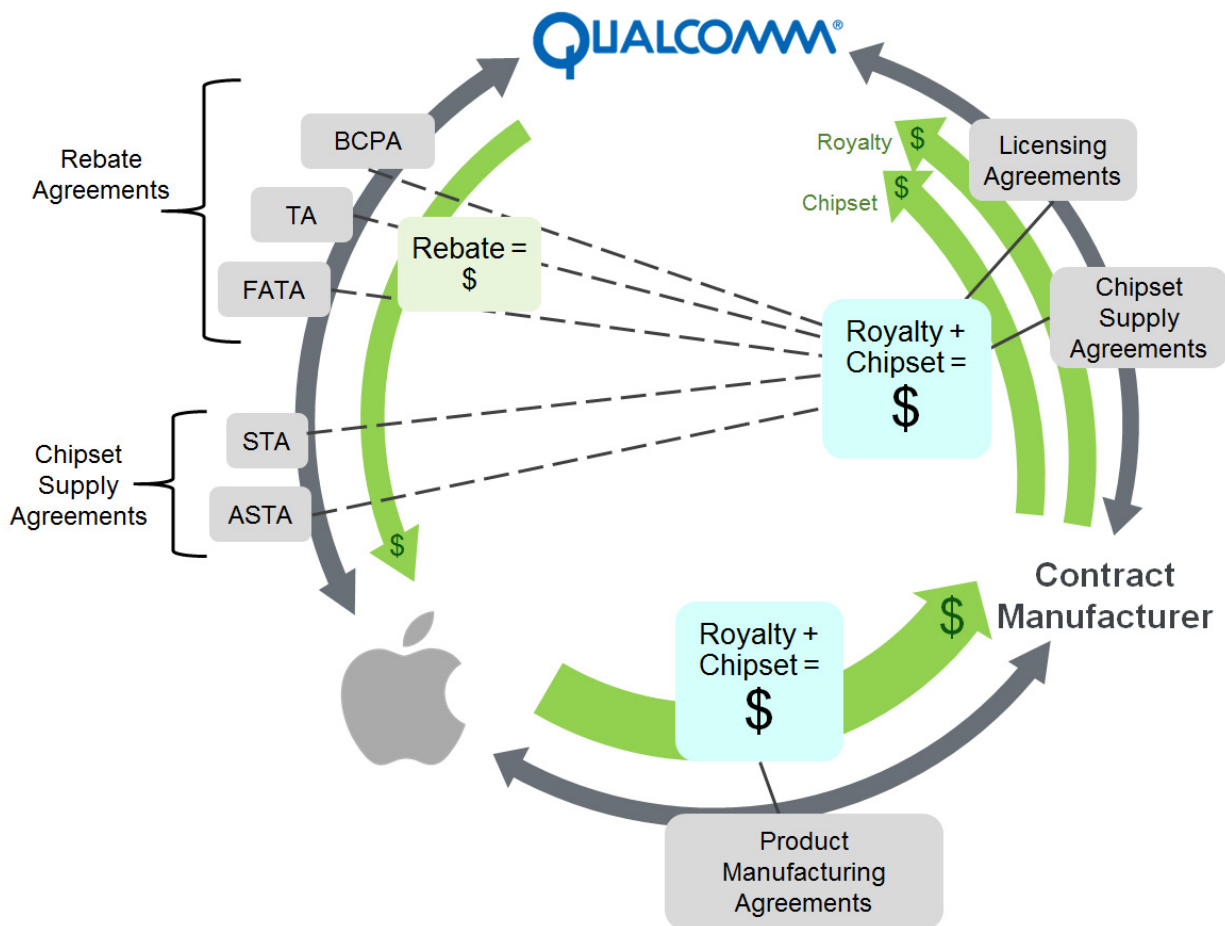 QUALCOMM®
Rebate
Agreements
BCPA
TA
FATA
Rebate =
$
Royalty
$
Chipset
$
Licensing
Agreements
Chipset
Supply
Agreements
Royalty +
Chipset =
$
Chipset
Supply
Agreements
STA
ASTA
$
Contract
Manufacturer
Royalty +
Chipset =
$
$
Product
Manufacturing
Agreements